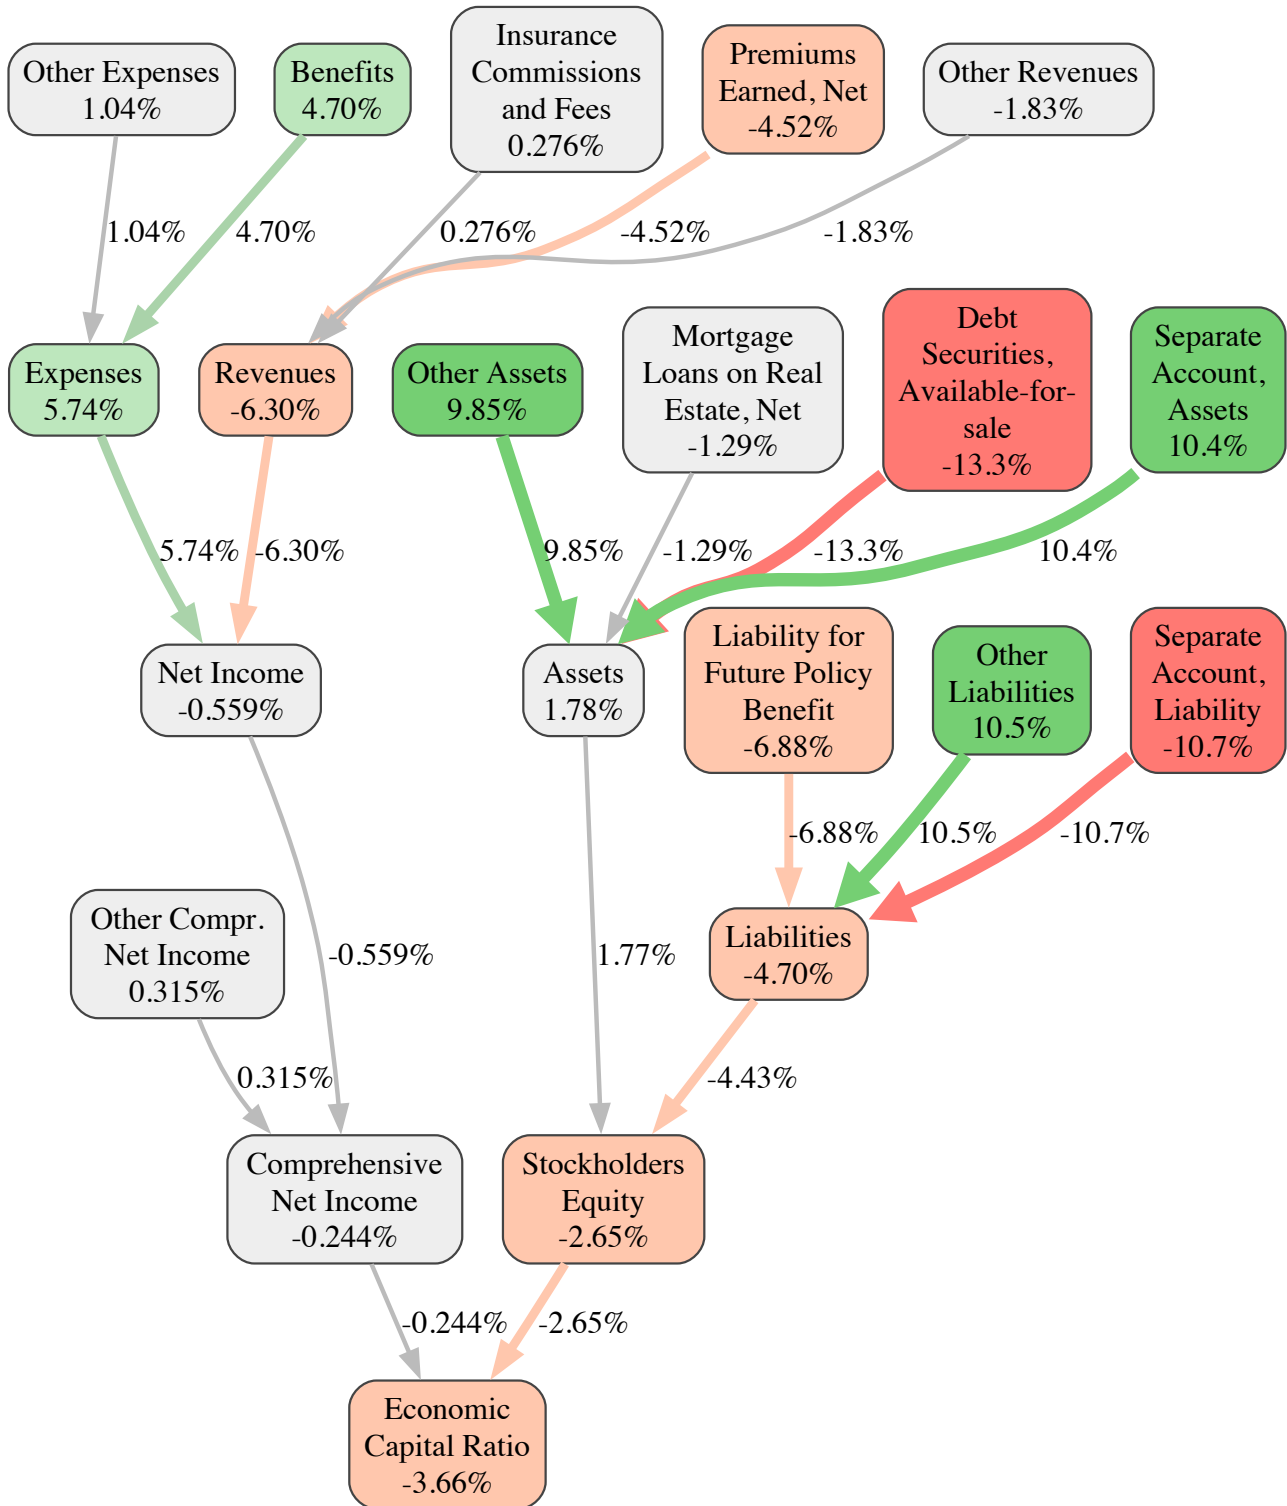 Other Expenses
1.04%
Benefits
4.70%
Insurance
Commissions
and Fees
0.276%
Premiums
Earned, Net
-4.52%
Other Revenues
-1.83%
1.04%
4.70%
0.276%
-4.52%
-1.83%
Expenses
5.74%
Revenues
-6.30%
Other Assets
9.85%
Mortgage
Loans on Real
Estate, Net
-1.29%
Debt
Securities,
Available-for-
sale
-13.3%
Separate
Account,
Assets
10.4%
5.74%
-6.30%
9.85%
-1.29%
-13.3%
10.4%
Net Income
-0.559%
Assets
1.78%
Liability for
Future Policy
Benefit
-6.88%
Other
Liabilities
10.5%
Separate
Account,
Liability
-10.7%
-6.88%
10.5%
-10.7%
Other Compr.
Net Income
0.315%
-0.559%
1.77%
Liabilities
-4.70%
0.315%
-4.43%
Comprehensive
Net Income
-0.244%
Stockholders
Equity
-2.65%
-0.244%
-2.65%
Economic
Capital Ratio
-3.66%